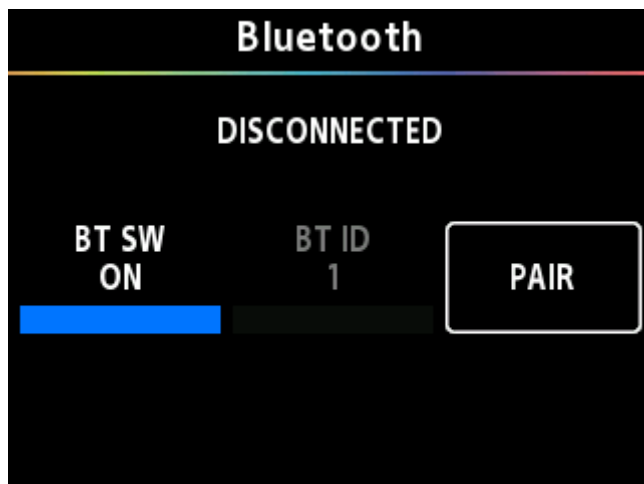 Bluetooth
DISCONNECTED
BT SW
ON
BT ID
1
PAIR